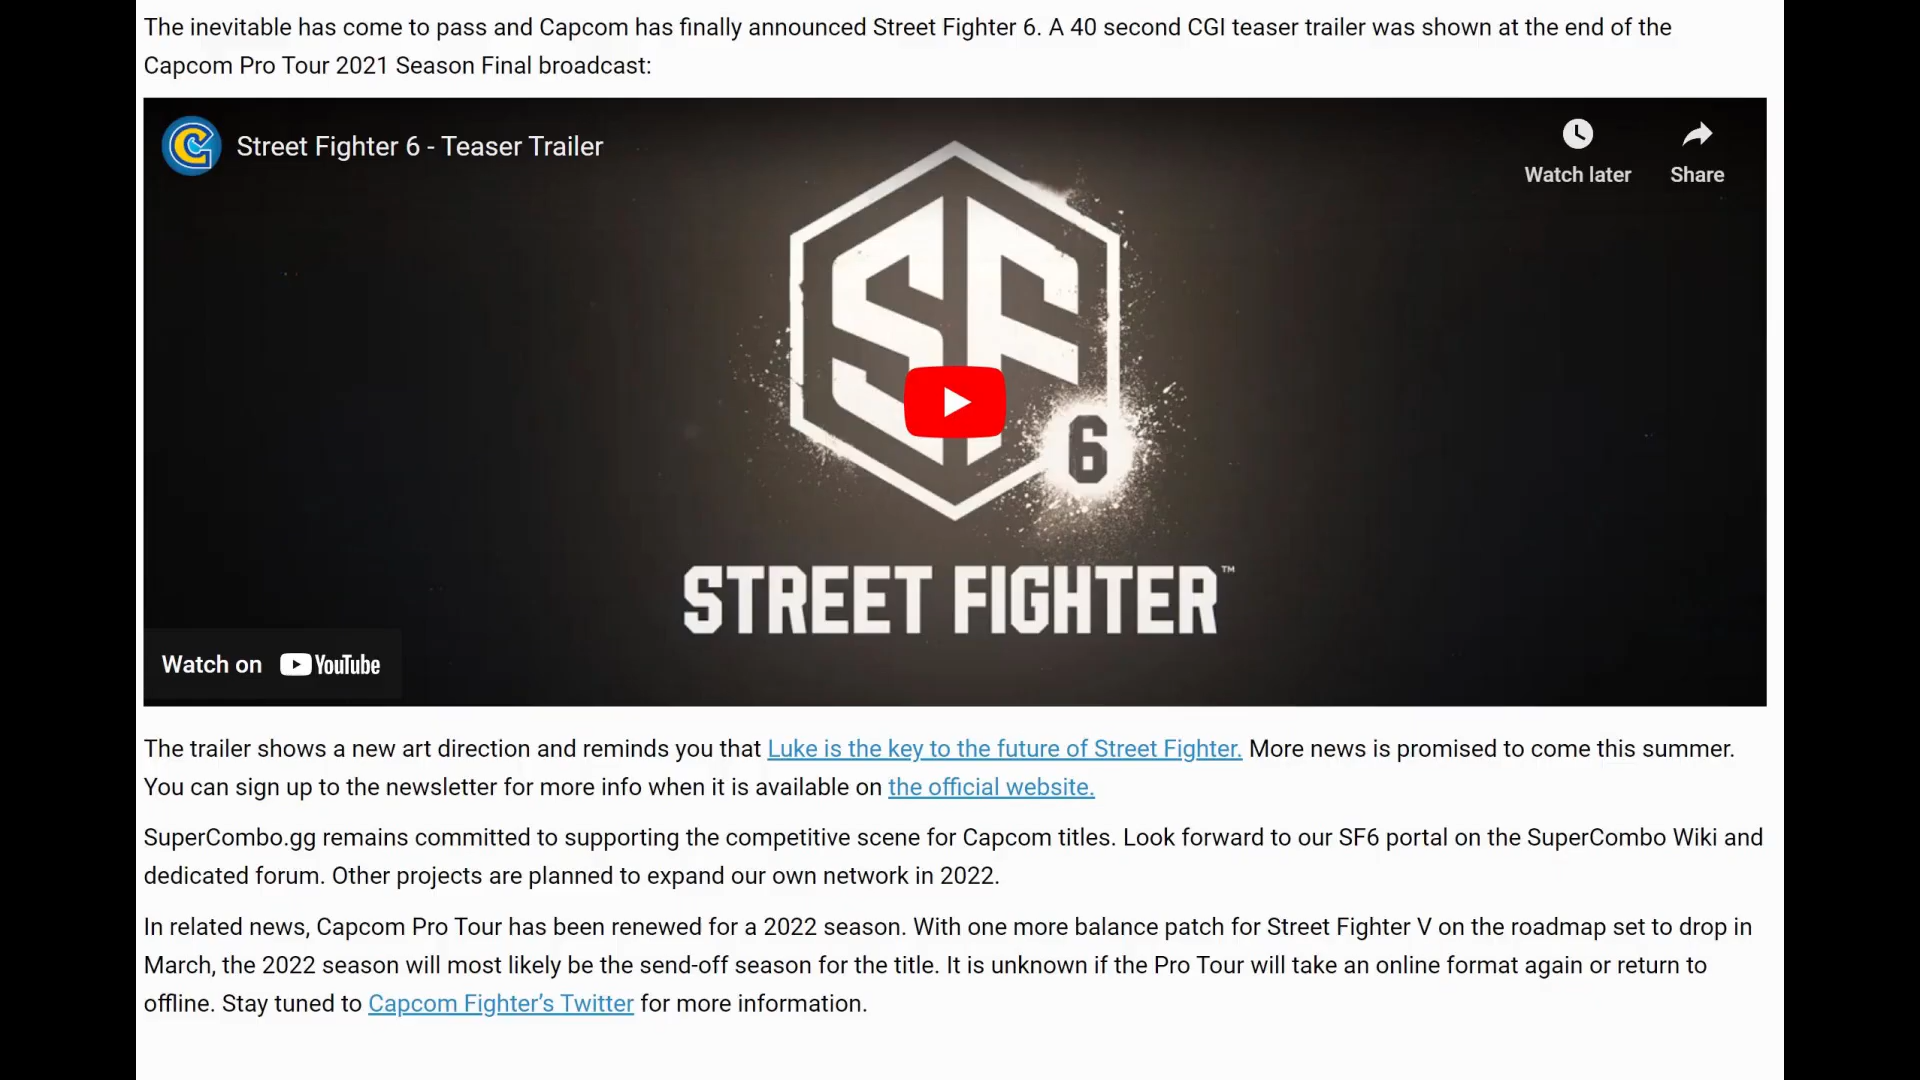 The inevitable has come to pass and Capcom has finally announced Street Fighter 6. A 40 second CGI teaser trailer was shown at the end of the
Capcom Pro Tour 2021 Season Final broadcast:
Street Fighter 6 - Teaser Trailer
Watch later
Share
SF
6
STREET FIGHTER™
Watch on YouTube
The trailer shows a new art direction and reminds you that Luke is the key to the future of Street Fighter. More news is promised to come this summer.
You can sign up to the newsletter for more info when it is available on the official website.
SuperCombo.gg remains committed to supporting the competitive scene for Capcom titles. Look forward to our SF6 portal on the SuperCombo Wiki and
dedicated forum. Other projects are planned to expand our own network in 2022.
In related news, Capcom Pro Tour has been renewed for a 2022 season. With one more balance patch for Street Fighter V on the roadmap set to drop in
March, the 2022 season will most likely be the send-off season for the title. It is unknown if the Pro Tour will take an online format again or return to
offline. Stay tuned to Capcom Fighter’s Twitter for more information.